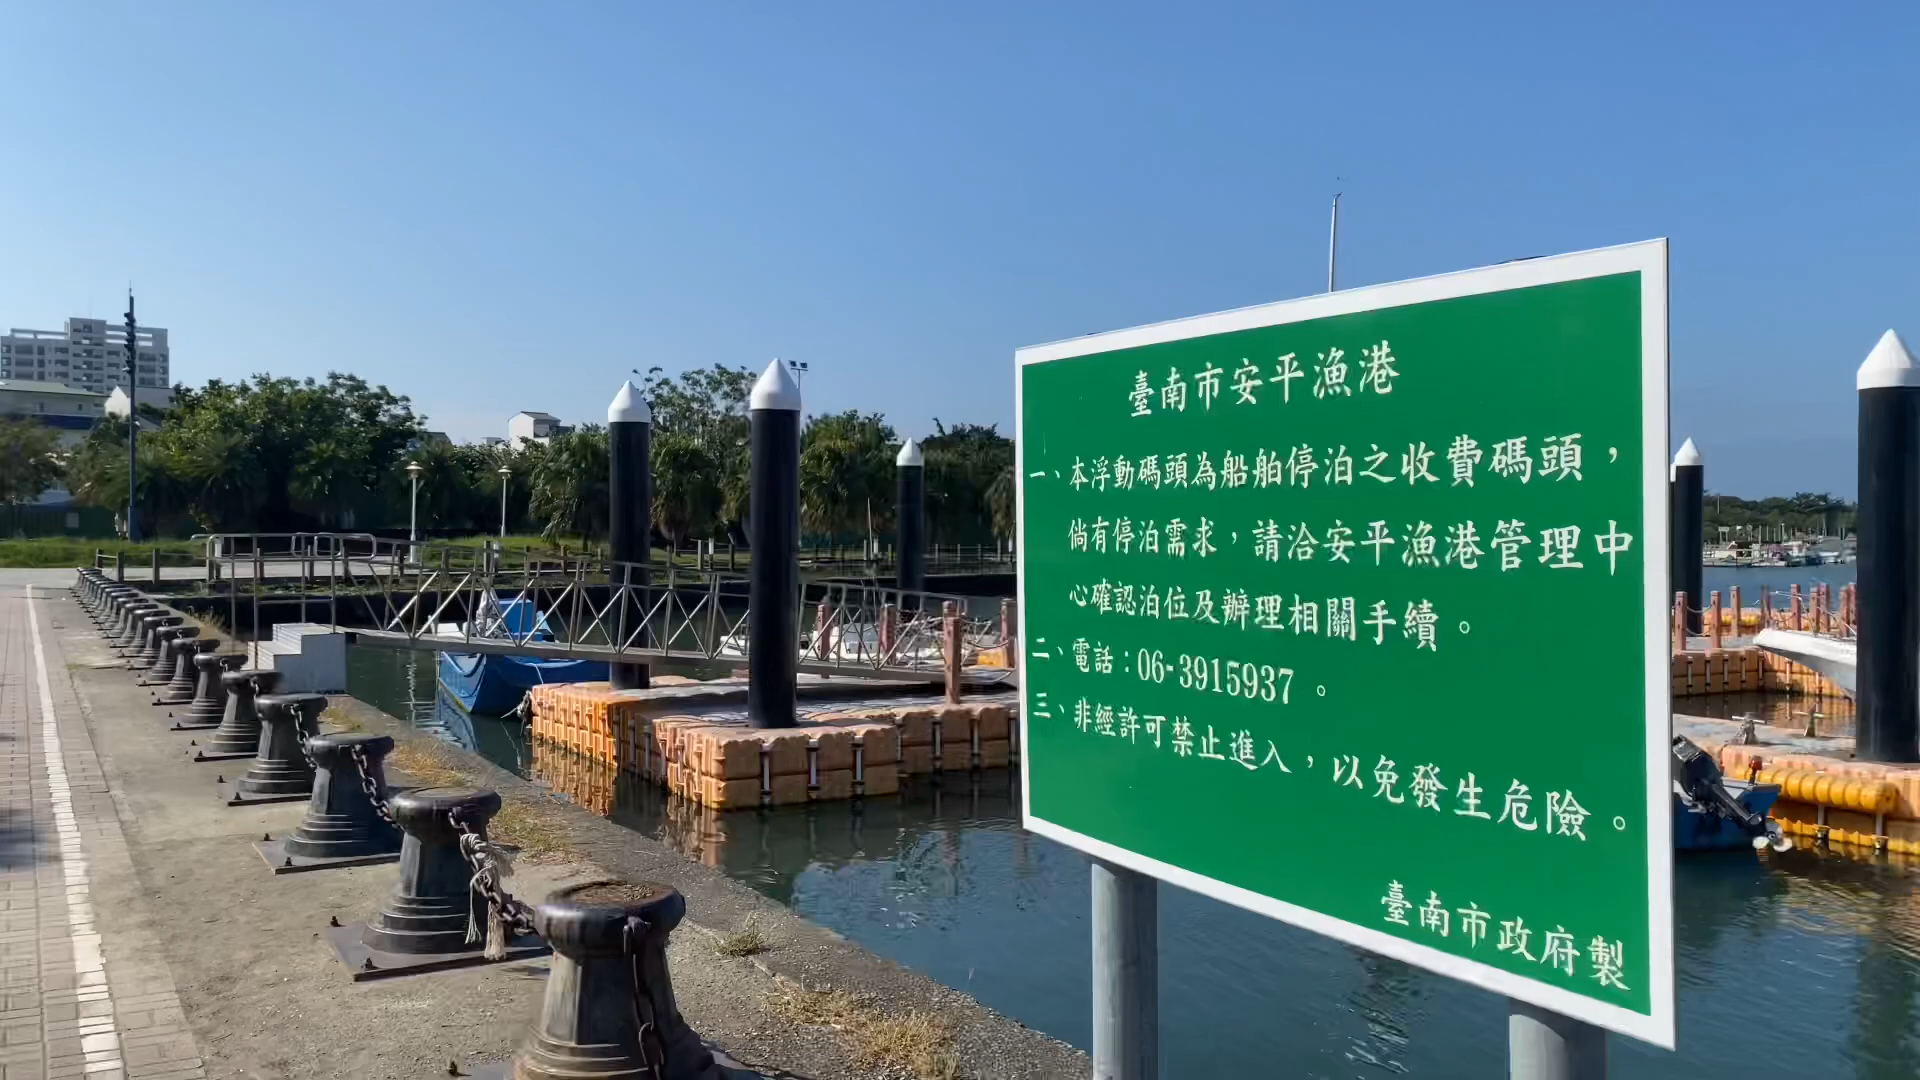 臺南市安平漁港
一、本浮動碼頭為船舶停泊之收費碼頭，
倘有停泊需求，請洽安平漁港管理中
心確認泊位及辦理相關手續。
二、電話：06-3915937。
三、非經許可禁止進入，以免發生危險。
臺南市政府製